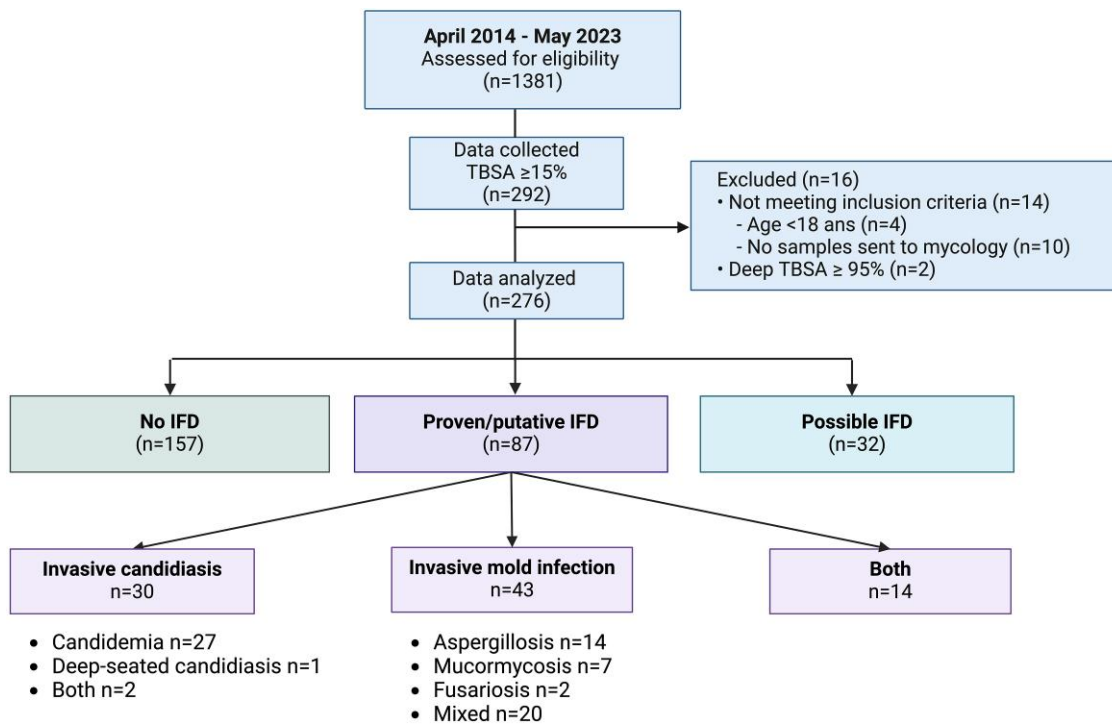 April 2014 - May 2023
Assessed for eligibility
(n=1381)
Data collected
TBSA ≥15%
(n=292)
Excluded (n=16)
• Not meeting inclusion criteria (n=14)
- Age <18 ans (n=4)
- No samples sent to mycology (n=10)
• Deep TBSA ≥ 95% (n=2)
Data analyzed
(n=276)
No IFD
(n=157)
Proven/putative IFD
(n=87)
Possible IFD
(n=32)
Invasive candidiasis
n=30
Invasive mold infection
n=43
Both
n=14
• Candidemia n=27
• Deep-seated candidiasis n=1
• Both n=2
• Aspergillosis n=14
• Mucormycosis n=7
• Fusariosis n=2
• Mixed n=20